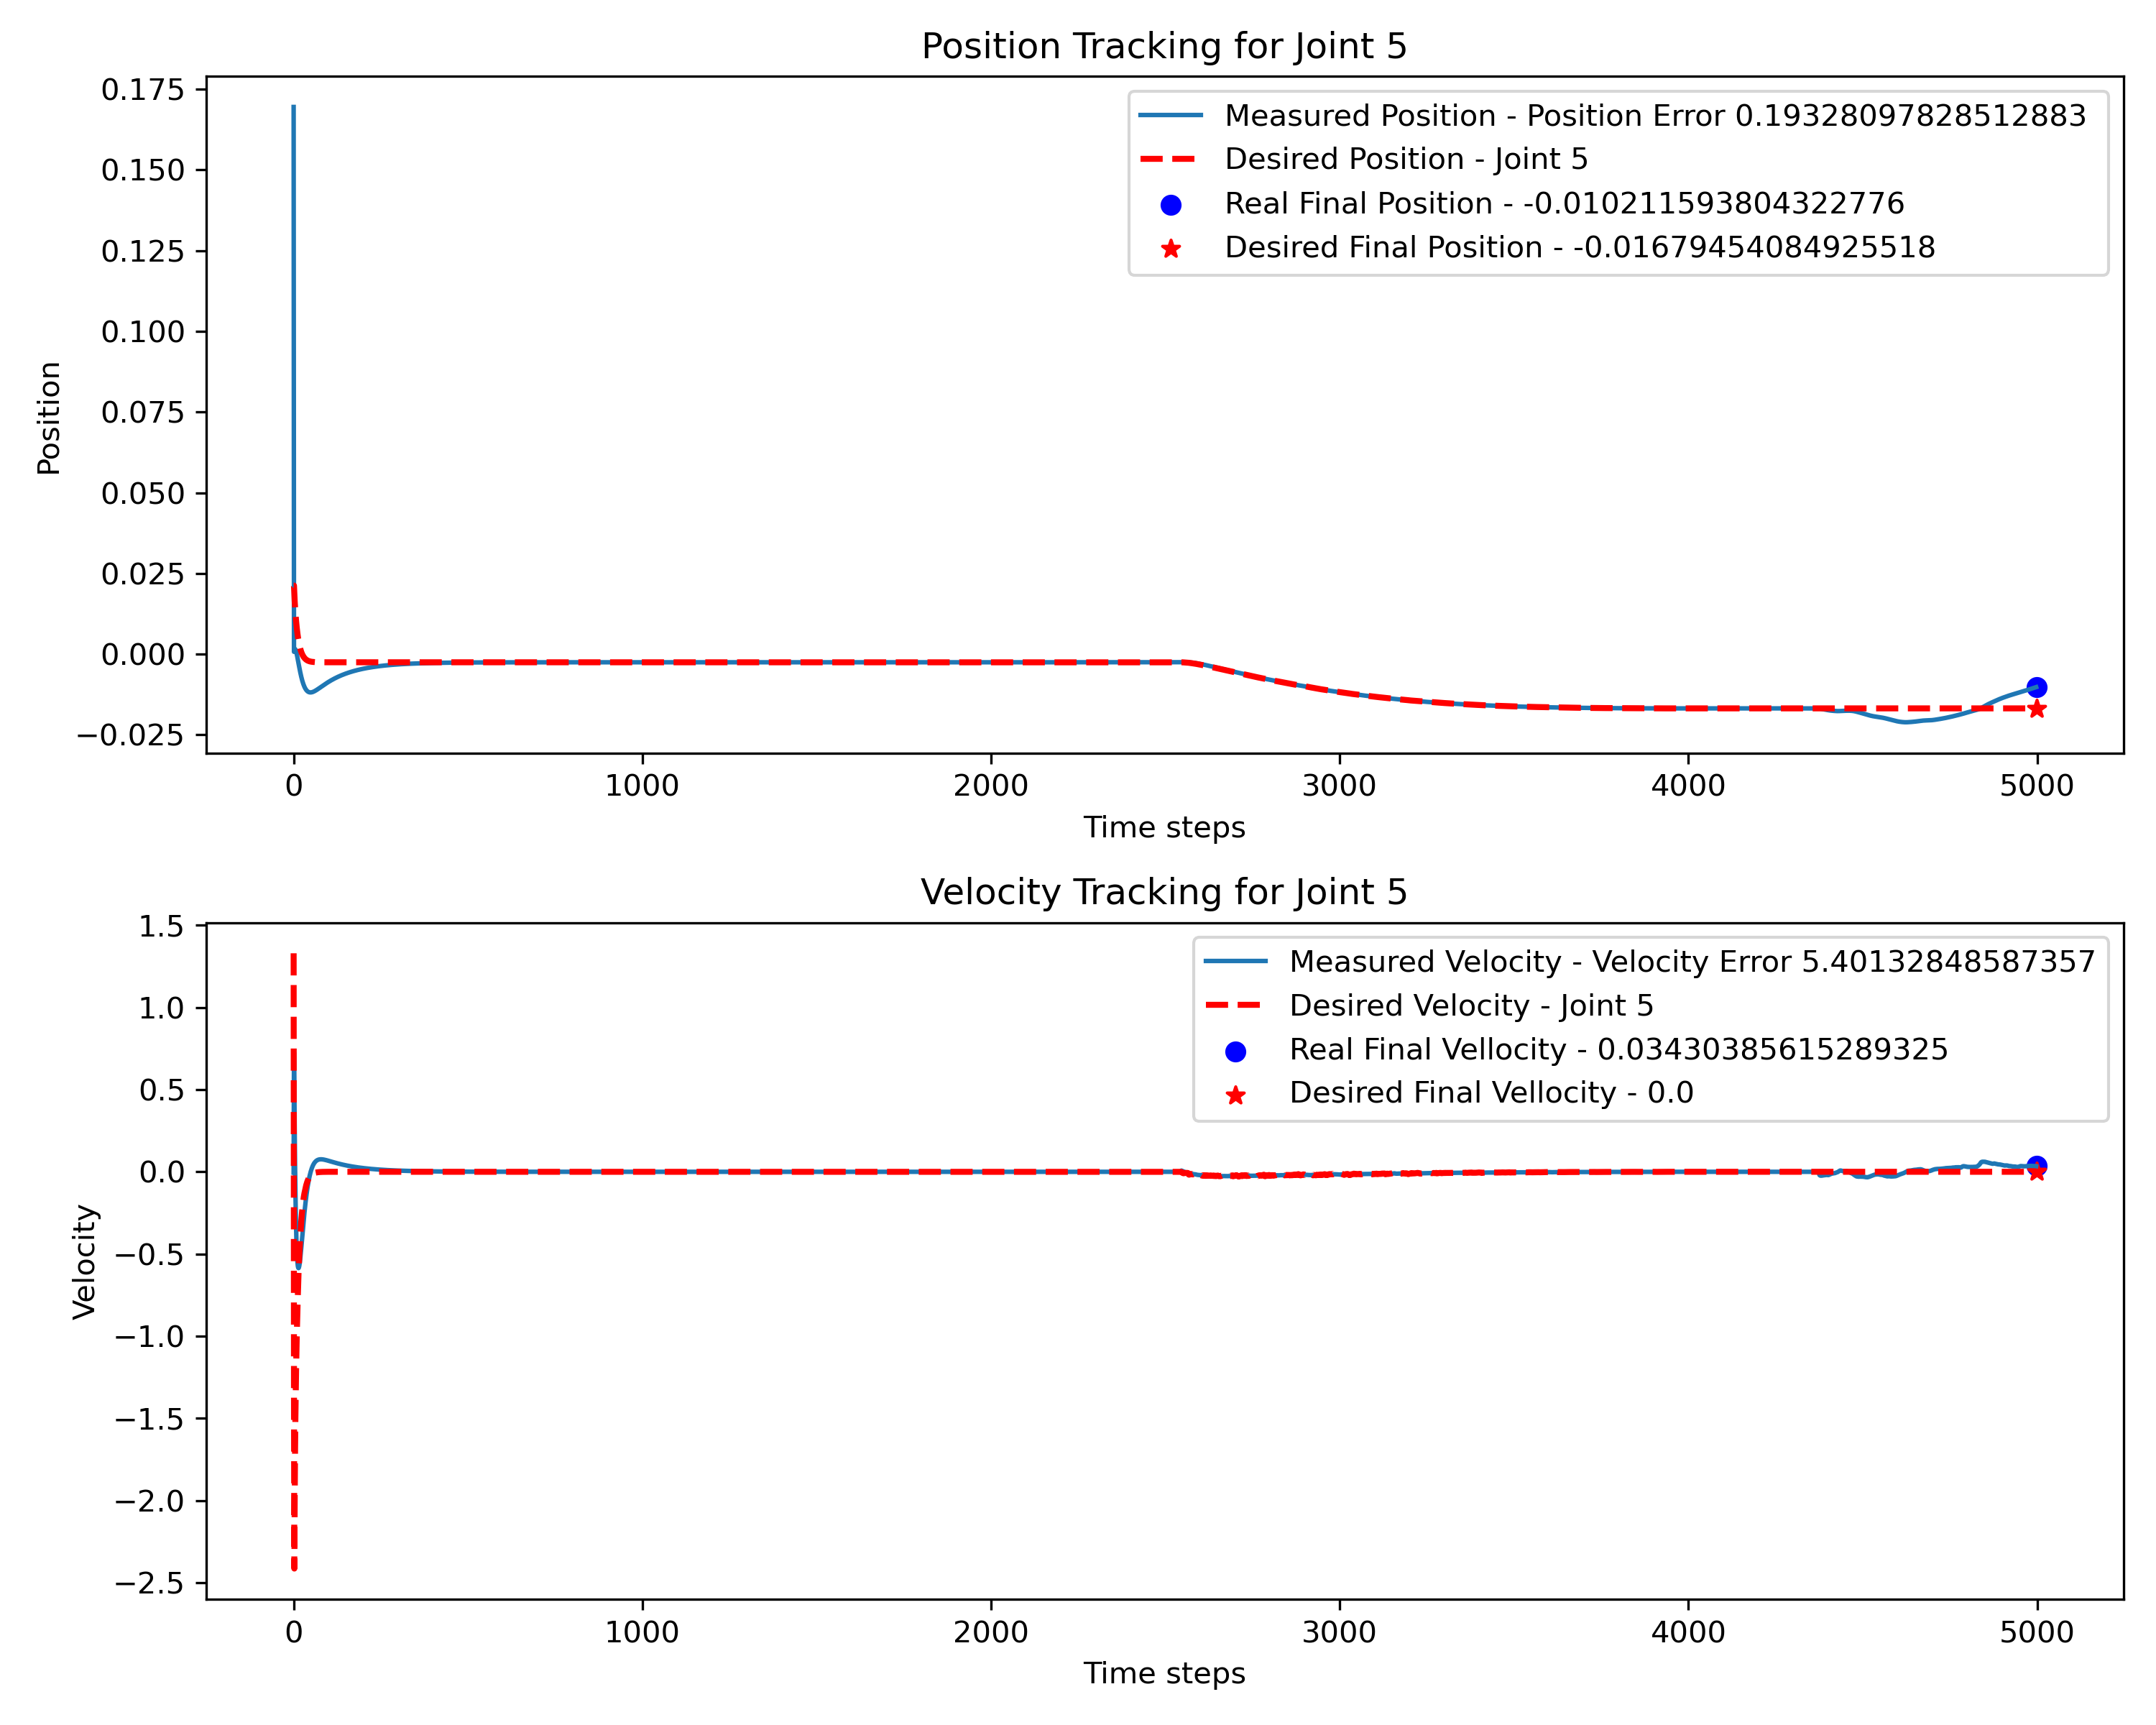 Position Tracking for Joint 5
0.175
0.150
0.125
0.100
0.075
0.050
0.025
0.000
−0.025
Position
Measured Position - Position Error 0.19328097828512883
Desired Position - Joint 5
Real Final Position - -0.010211593804322776
Desired Final Position - -0.01679454084925518
0 1000 2000 3000 4000 5000
Time steps
Velocity Tracking for Joint 5
1.5
1.0
0.5
0.0
−0.5
−1.0
−1.5
−2.0
−2.5
Velocity
Measured Velocity - Velocity Error 5.40132848587357
Desired Velocity - Joint 5
Real Final Vellocity - 0.03430385615289325
Desired Final Vellocity - 0.0
0 1000 2000 3000 4000 5000
Time steps